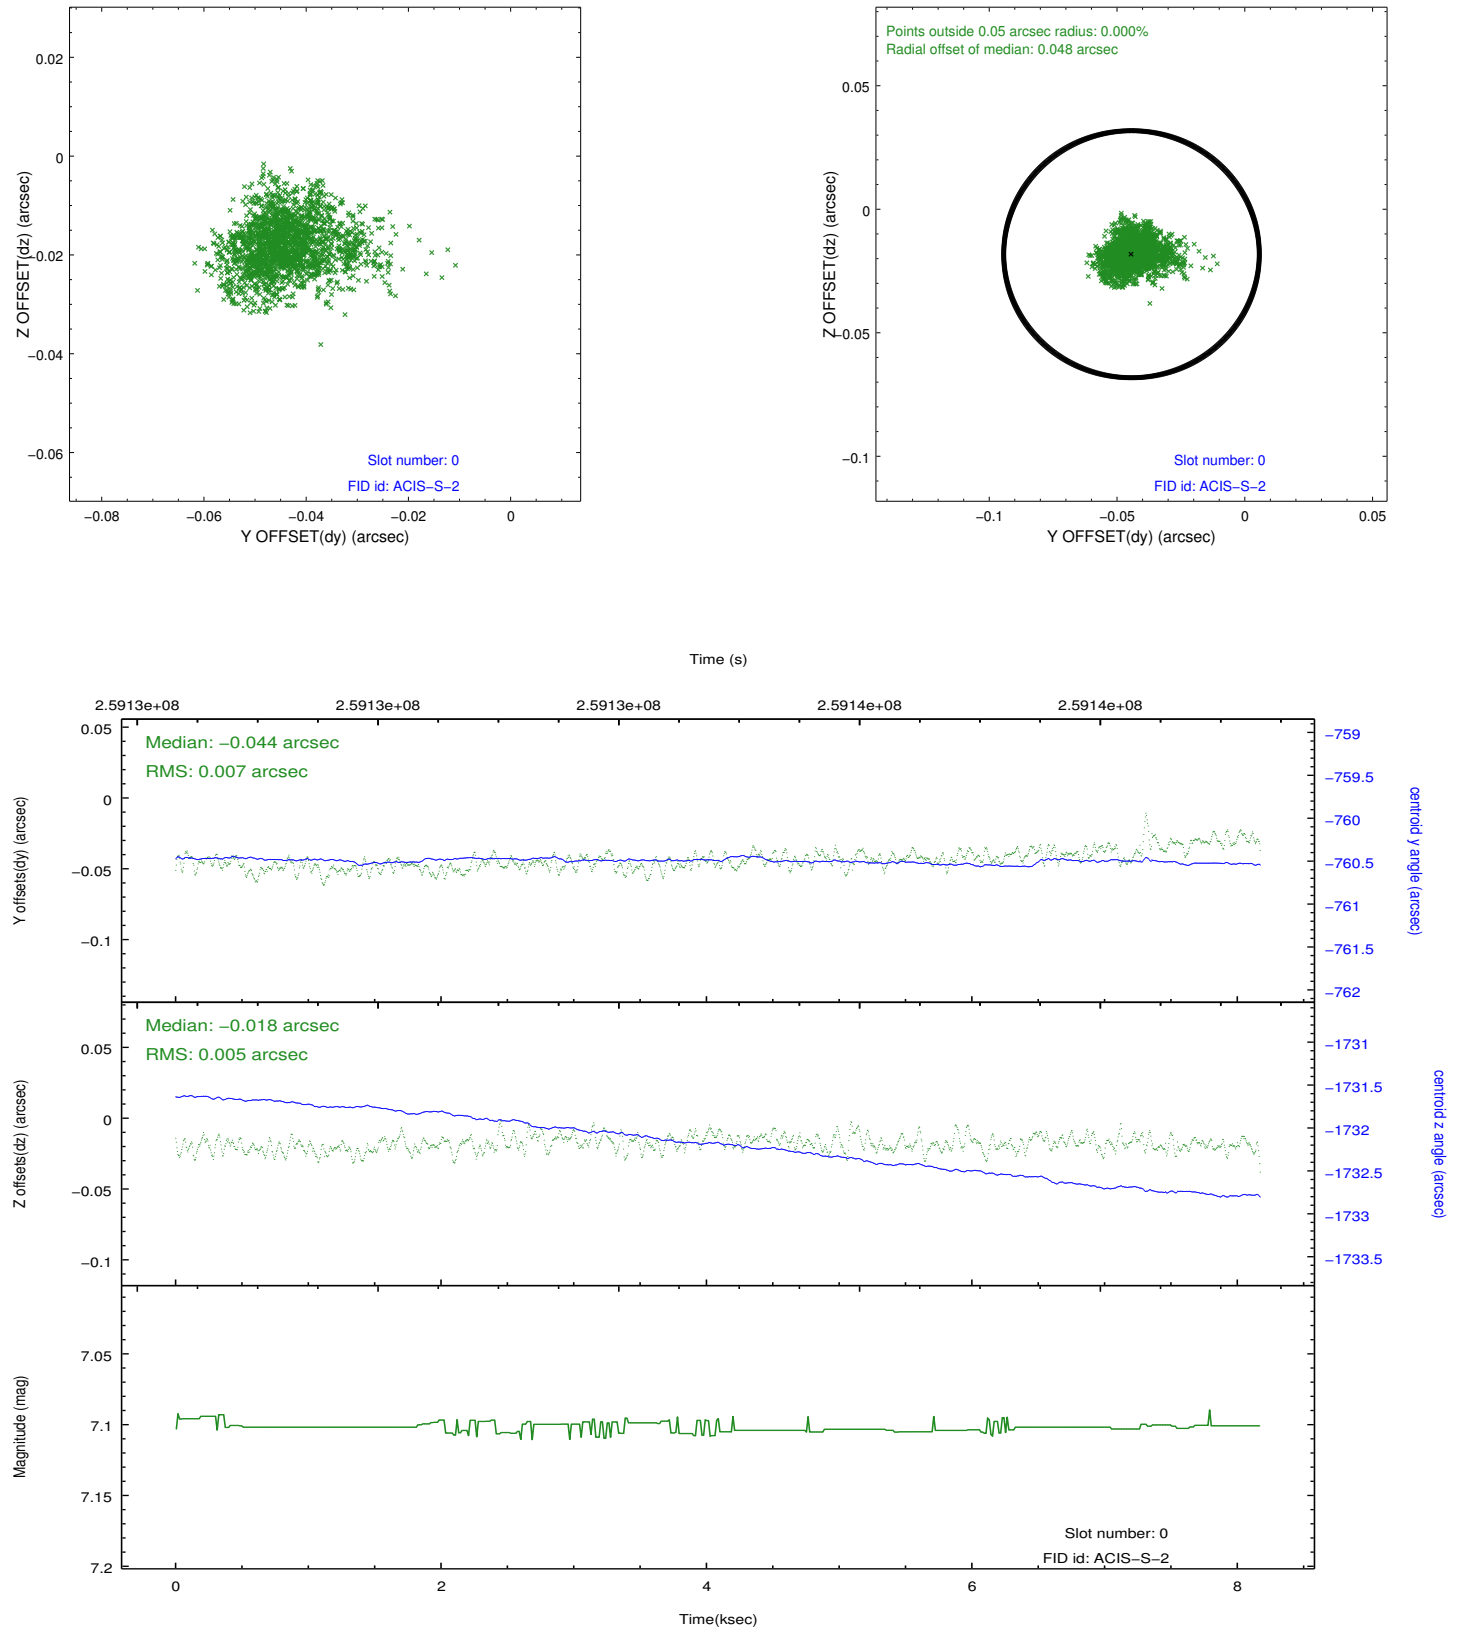 0.02
0
−0.02
−0.04
−0.06
Z OFFSET(dz) (arcsec)
Slot number: 0
FID id: ACIS−S−2
−0.08
−0.06
−0.04
−0.02
0
Y OFFSET(dy) (arcsec)
Points outside 0.05 arcsec radius: 0.000%
Radial offset of median: 0.048 arcsec
0.05
0
−0.05
−0.1
Z OFFSET(dz) (arcsec)
Slot number: 0
FID id: ACIS−S−2
−0.1
−0.05
0
0.05
Y OFFSET(dy) (arcsec)
Time (s)
2.5913e+08
2.5913e+08
2.5913e+08
2.5914e+08
2.5914e+08
Median: −0.044 arcsec
RMS: 0.007 arcsec
0.05
0
−0.05
−0.1
Y offsets(dy) (arcsec)
−759
−759.5
−760
−760.5
−761
−761.5
−762
centroid y angle (arcsec)
Median: −0.018 arcsec
RMS: 0.005 arcsec
0.05
0
−0.05
−0.1
Z offsets(dz) (arcsec)
−1731
−1731.5
−1732
−1732.5
−1733
−1733.5
centroid z angle (arcsec)
7.05
7.1
7.15
7.2
Magnitude (mag)
Slot number: 0
FID id: ACIS−S−2
0
2
4
6
8
Time(ksec)